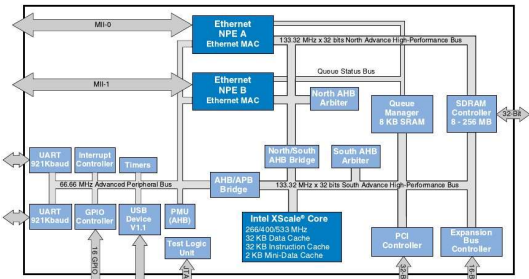 MII-0
Ethernet
NPE A
Ethernet MAC
133.32 MHz x 32 bits North Advance High-Performance Bus
Queue Status Bus
MII-1
Ethernet
NPE B
Ethernet MAC
North AHB
Arbiter
Queue
Manager
8 KB SRAM
SDRAM
Controller
8 - 256 MB
32-Bit
UART
921Kbaud
Interrupt
Controller
Timers
North/South
AHB Bridge
South AHB
Arbiter
66.66 MHz Advanced Peripheral Bus
AHB/APB
Bridge
133.32 MHz x 32 bits South Advance High-Performance Bus
UART
921Kbaud
GPIO
Controller
USB
Device
V1.1
PMU
(AHB)
Test Logic
Unit
Intel XScale® Core
266/400/533 MHz
32 KB Data Cache
32 KB Instruction Cache
2 KB Mini-Data Cache
PCI
Controller
Expansion
Bus Controller
16 GPIO
JTA
32-
16-